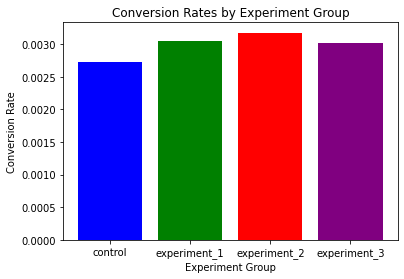 Conversion Rates by Experiment Group
0.0030
0.0025
0.0020
0.0015
0.0010
0.0005
0.0000
Conversion Rate
control experiment_1 experiment_2 experiment_3
Experiment Group